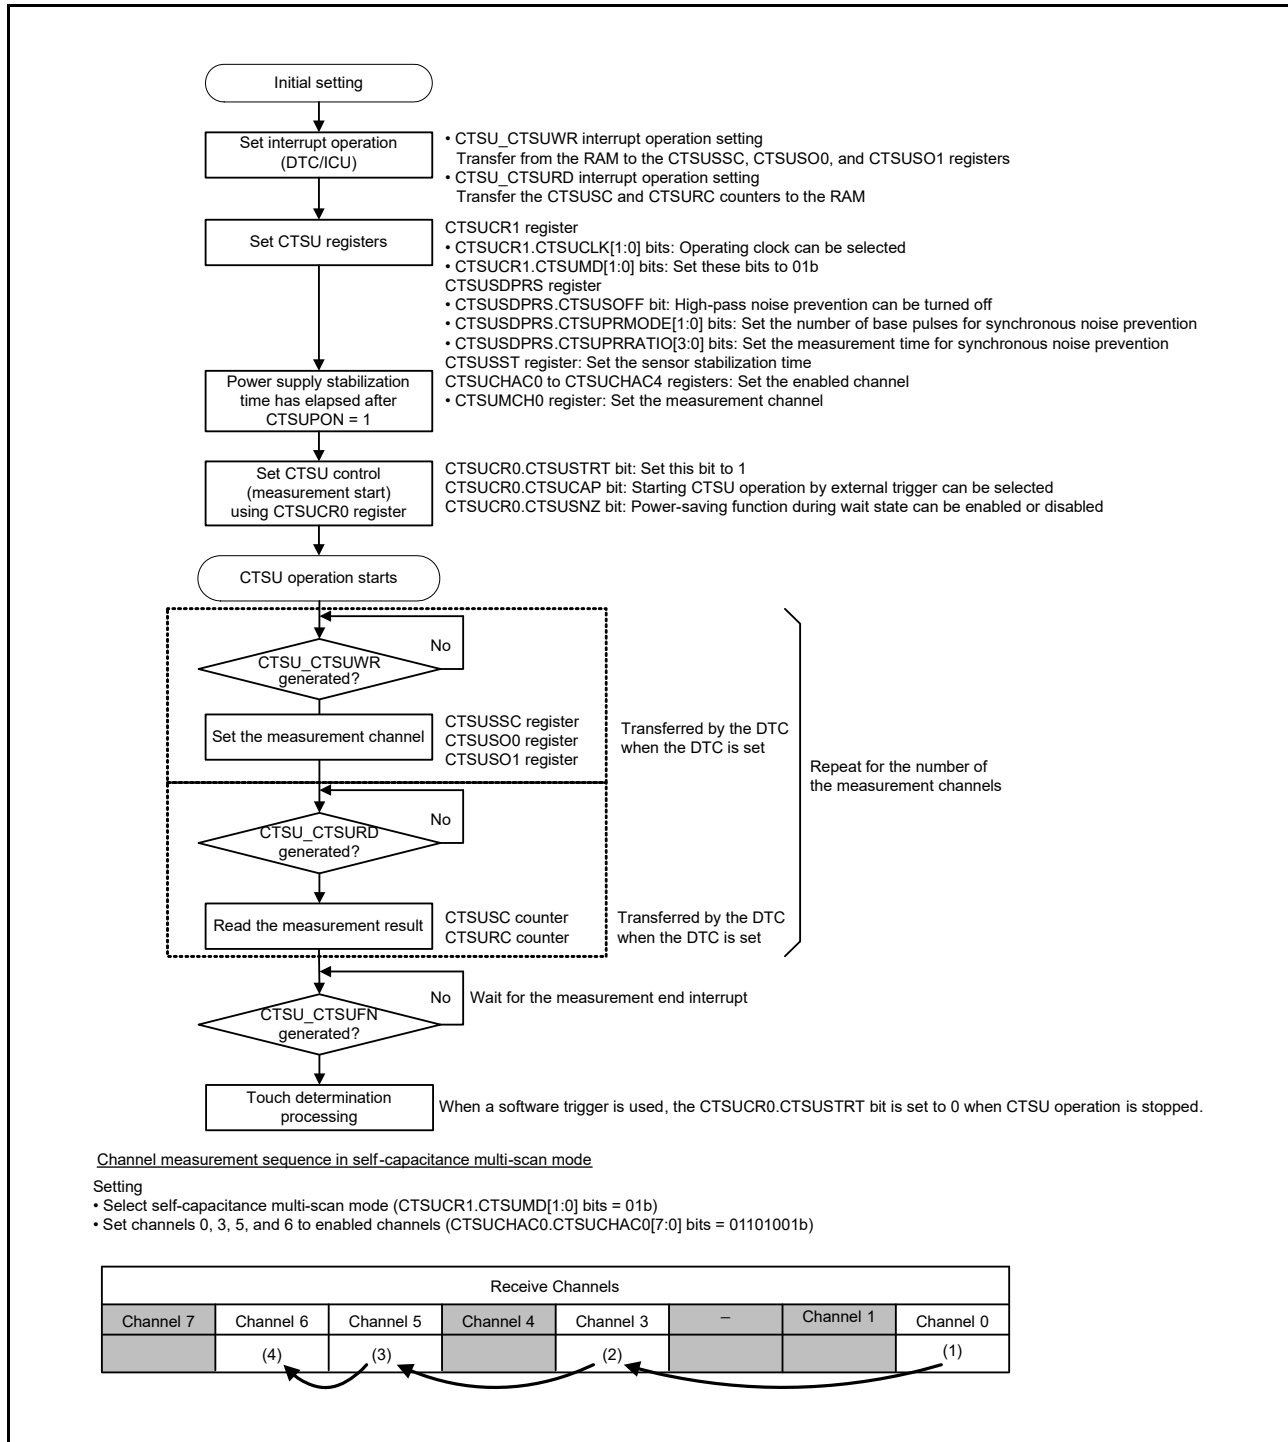 Initial setting
Set interrupt operation
(DTC/ICU)
• CTSU_CTSUWR interrupt operation setting
Transfer from the RAM to the CTSUSSC, CTSUSO0, and CTSUSO1 registers
• CTSU_CTSURD interrupt operation setting
Transfer the CTSUSC and CTSURC counters to the RAM
Set CTSU registers
CTSUCR1 register
• CTSUCR1.CTSUCLK[1:0] bits: Operating clock can be selected
• CTSUCR1.CTSUMD[1:0] bits: Set these bits to 01b
CTSUSDPRS register
• CTSUSDPRS.CTSUSOFF bit: High-pass noise prevention can be turned off
• CTSUSDPRS.CTSUPRMODE[1:0] bits: Set the number of base pulses for synchronous noise prevention
• CTSUSDPRS.CTSUPRRATIO[3:0] bits: Set the measurement time for synchronous noise prevention
CTSUSST register: Set the sensor stabilization time
CTSUCHAC0 to CTSUCHAC4 registers: Set the enabled channel
• CTSUMCH0 register: Set the measurement channel
Power supply stabilization
time has elapsed after
CTSUPON = 1
Set CTSU control
(measurement start)
using CTSUCR0 register
CTSUCR0.CTSUSTRT bit: Set this bit to 1
CTSUCR0.CTSUCAP bit: Starting CTSU operation by external trigger can be selected
CTSUCR0.CTSUSNZ bit: Power-saving function during wait state can be enabled or disabled
CTSU operation starts
No
CTSU_CTSUWR
generated?
Set the measurement channel
CTSUSSC register
CTSUSO0 register
CTSUSO1 register
Transferred by the DTC
when the DTC is set
Repeat for the number of
the measurement channels
No
CTSU_CTSURD
generated?
Read the measurement result
CTSUSC counter
CTSURC counter
Transferred by the DTC
when the DTC is set
No
Wait for the measurement end interrupt
CTSU_CTSUFN
generated?
Touch determination
processing
When a software trigger is used, the CTSUCR0.CTSUSTRT bit is set to 0 when CTSU operation is stopped.
Channel measurement sequence in self-capacitance multi-scan mode
Setting
• Select self-capacitance multi-scan mode (CTSUCR1.CTSUMD[1:0] bits = 01b)
• Set channels 0, 3, 5, and 6 to enabled channels (CTSUCHAC0.CTSUCHAC0[7:0] bits = 01101001b)
Receive Channels
Channel 7 Channel 6 Channel 5 Channel 4 Channel 3 – Channel 1 Channel 0
(4) (3) (2) (1)